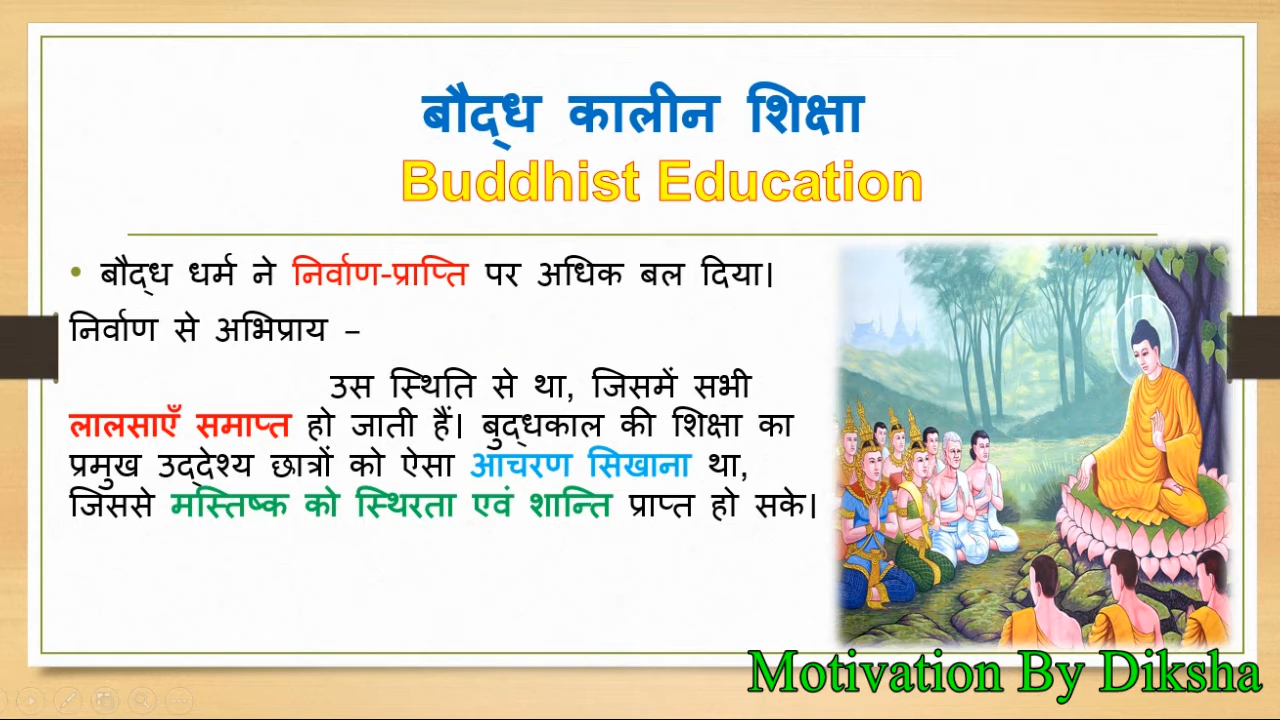 बौद्ध कालीन शिक्षा
Buddhist Education
• बौद्ध धर्म ने निर्वाण-प्राप्ति पर अधिक बल दिया।
निर्वाण से अभिप्राय –
उस स्थिति से था, जिसमें सभी
लालसाएँ समाप्त हो जाती हैं। बुद्धकाल की शिक्षा का
प्रमुख उद्देश्य छात्रों को ऐसा आचरण सिखाना था,
जिससे मस्तिष्क को स्थिरता एवं शान्ति प्राप्त हो सके।
Motivation By Diksha